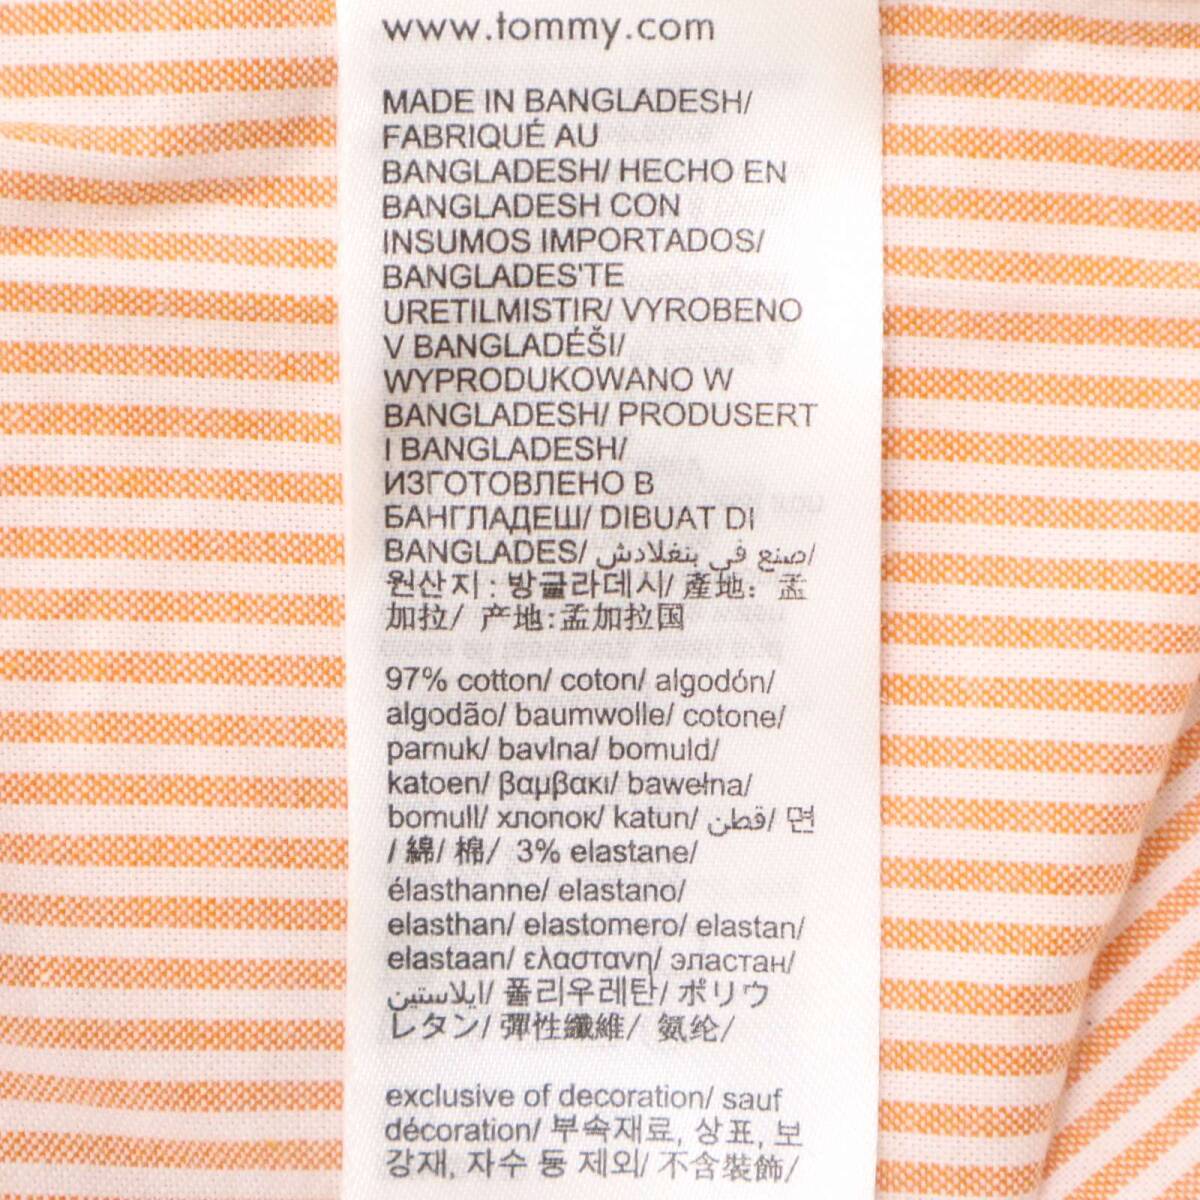 www.tommy.com
MADE IN BANGLADESH/
FABRIQUÉ AU
BANGLADESH/ HECHO EN
BANGLADESH CON
INSUMOS IMPORTADOS/
BANGLADES'TE
URETILMISTIR/ VYROBENO
V BANGLADÉŠI/
WYPRODUKOWANO W
BANGLADESH/ PRODUSERT
I BANGLADESH/
ИЗГОТОВЛЕНО В
БАНГЛАДЕШ/ DIBUAT DI
BANGLADES/ صنع في بنغلادش/
원산지 : 방글라데시/ 產地： 孟
加拉/ 产地:孟加拉国
97% cotton/ coton/ algodón/
algodão/ baumwolle/ cotone/
pamuk/ bavlna/ bomuld/
katoen/ βαμβακι/ bawełna/
bomull/ хлопок/ katun/ قطن/ 면
/ 綿/ 棉/ 3% elastane/
élasthanne/ elastano/
elasthan/ elastomero/ elastan/
elastaan/ ελαστανη/ эластан/
ايلاستين/ 폴리우레탄/ ポリウ
レタン/ 彈性纖維/ 氨纶/
exclusive of decoration/ sauf
décoration/ 부속재료, 상표, 보
강재, 자수 등 제외/ 不含裝飾/